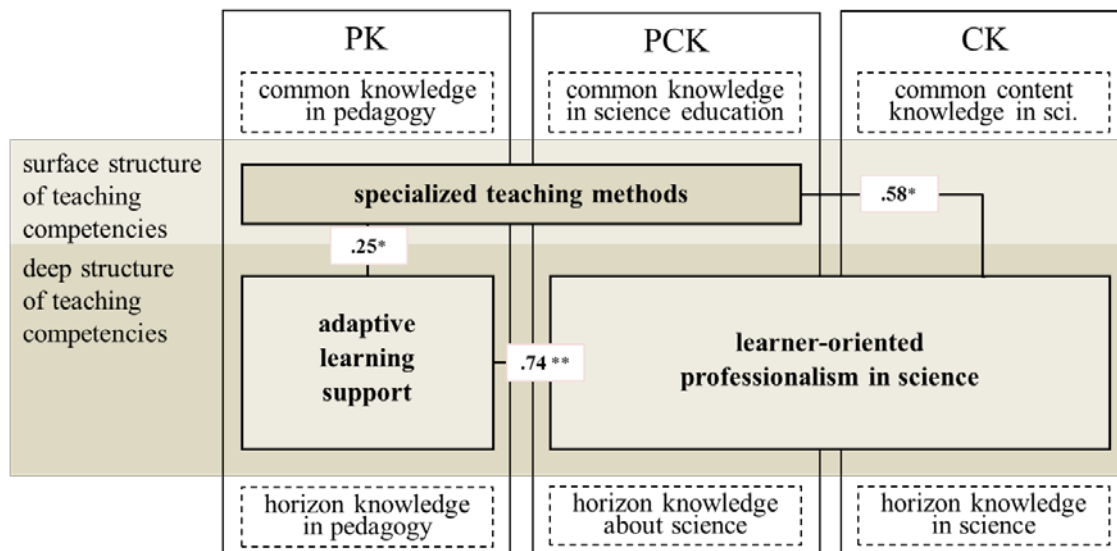 PK
PCK
CK
common knowledge
in pedagogy
common knowledge
in science education
common content
knowledge in sci.
surface structure
of teaching
competencies
specialized teaching methods
.58*
.25*
deep structure
of teaching
competencies
adaptive
learning
support
.74 **
learner-oriented
professionalism in science
horizon knowledge
in pedagogy
horizon knowledge
about science
horizon knowledge
in science